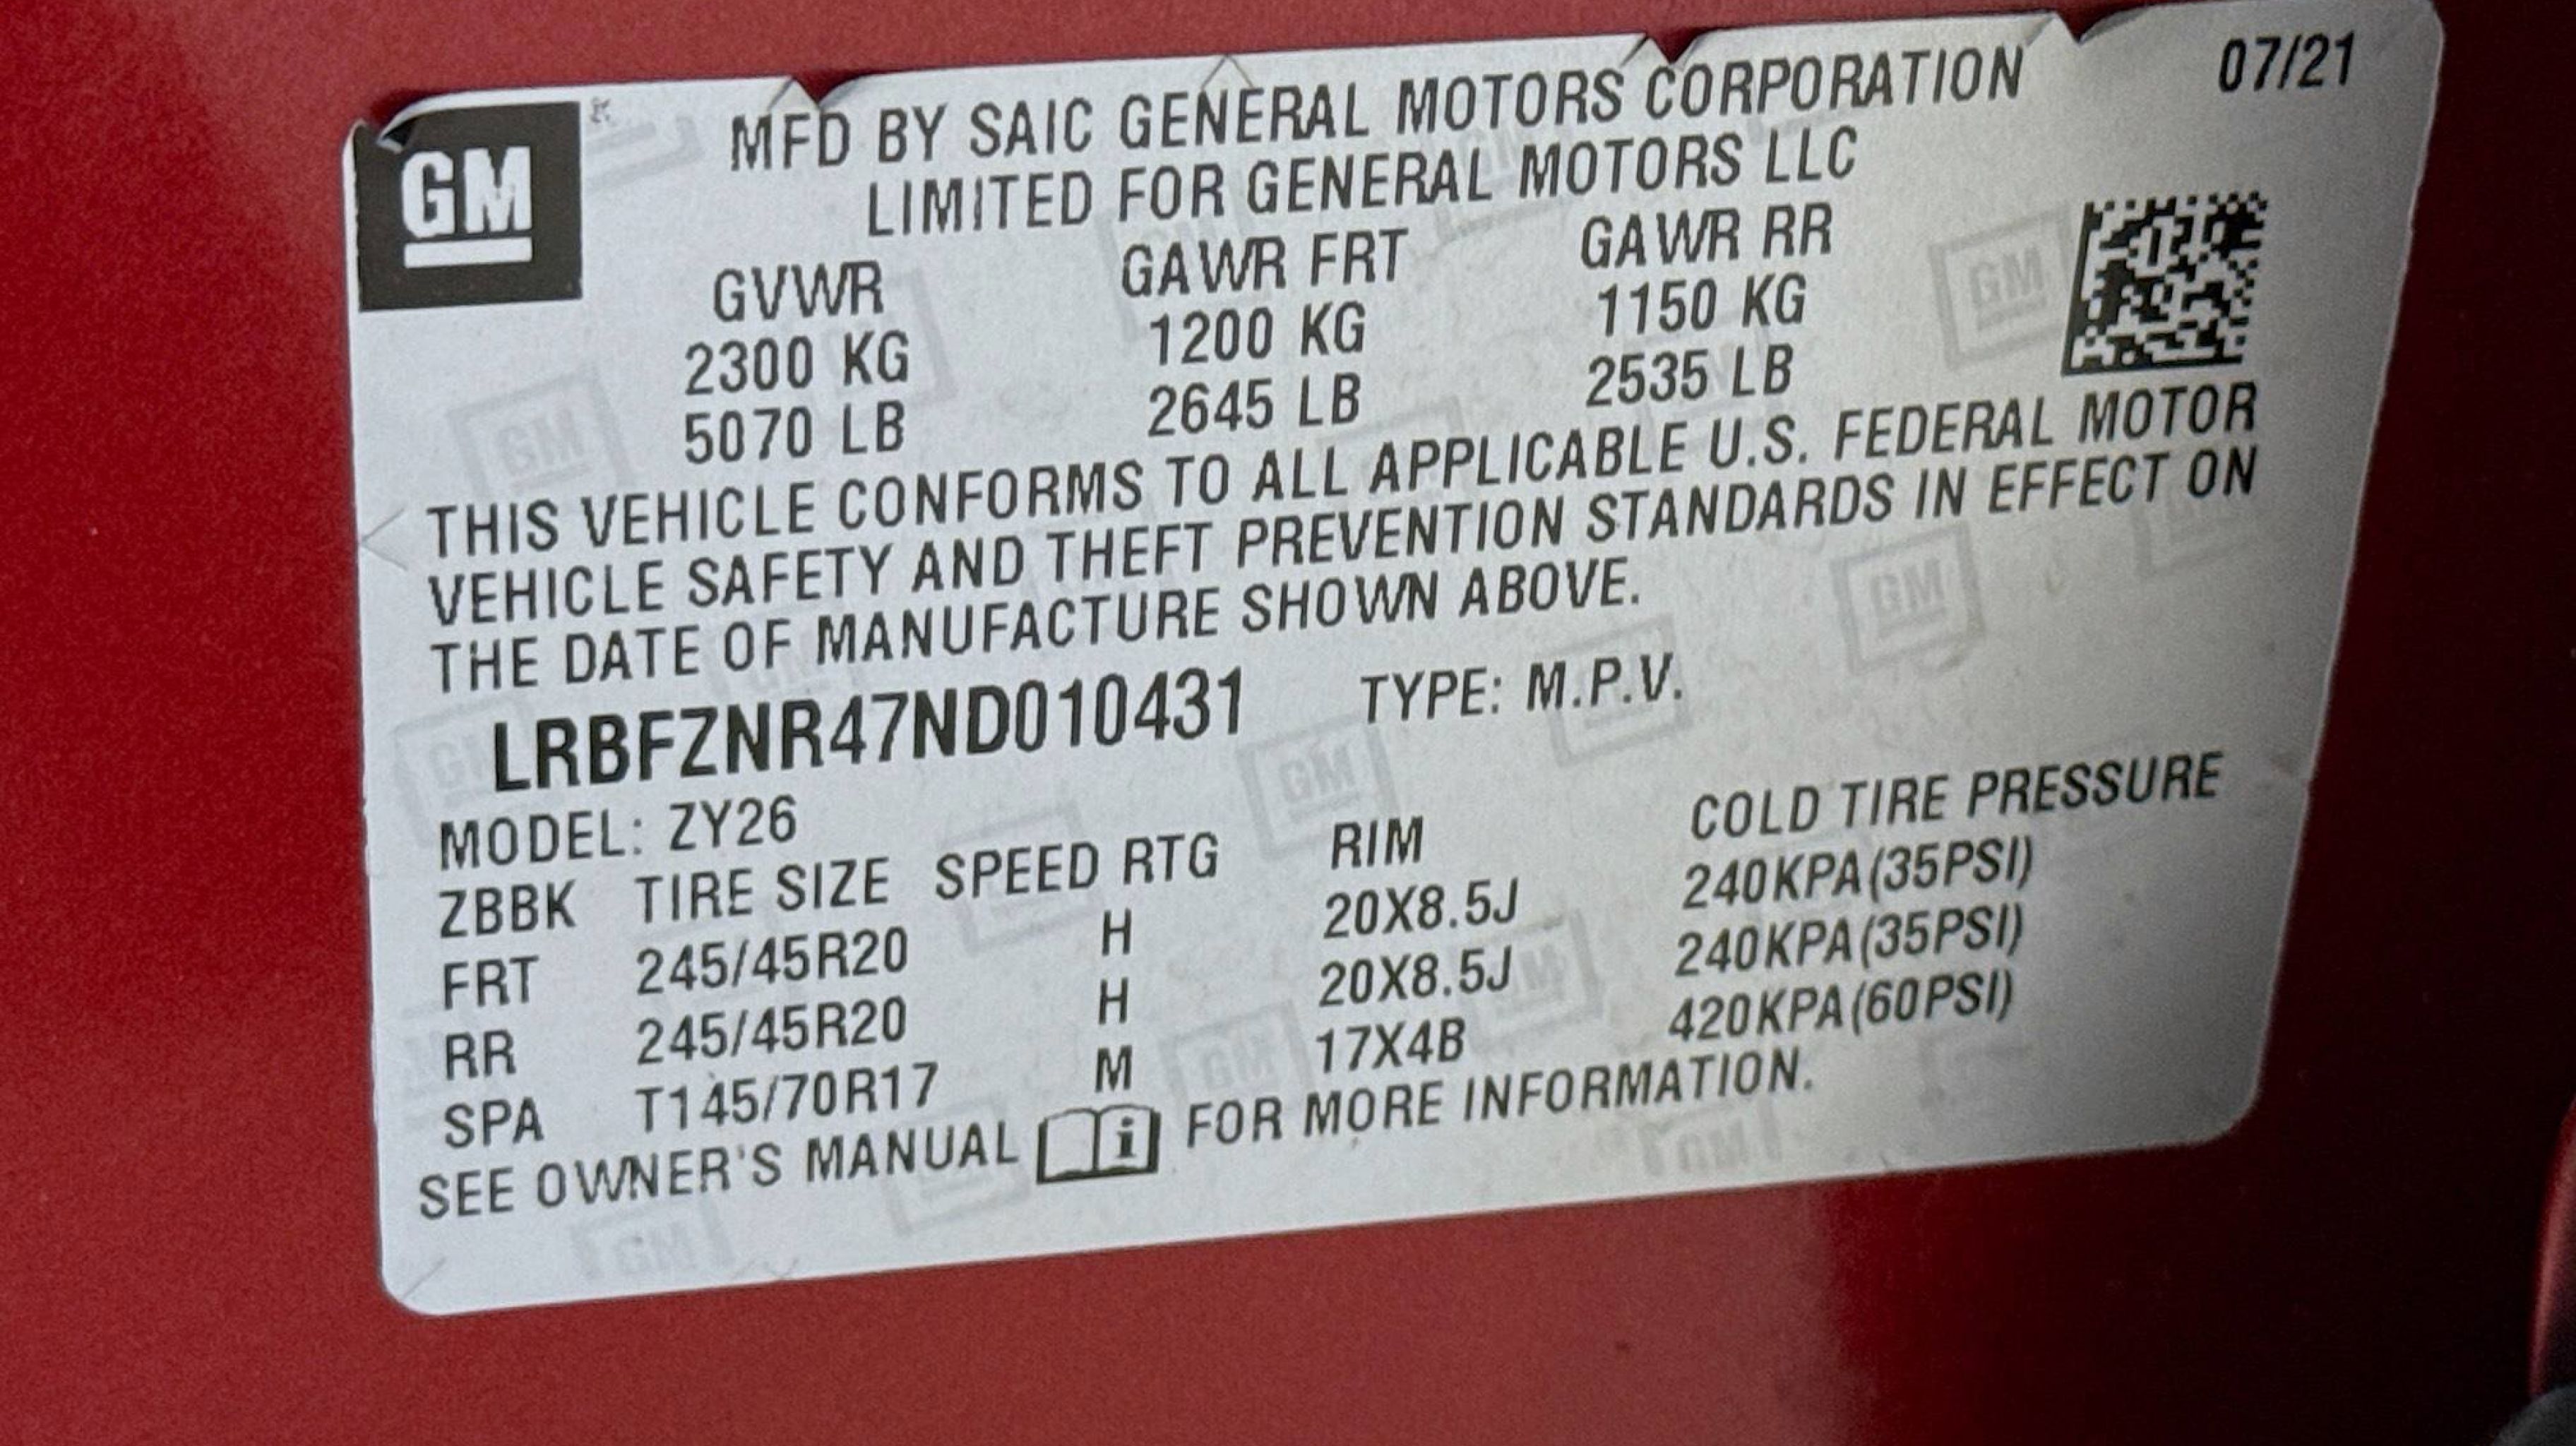 07/21
GM
MFD BY SAIC GENERAL MOTORS CORPORATION
LIMITED FOR GENERAL MOTORS LLC
GVWR GAWR FRT GAWR RR
2300 KG 1200 KG 1150 KG
5070 LB 2645 LB 2535 LB
THIS VEHICLE CONFORMS TO ALL APPLICABLE U.S. FEDERAL MOTOR
VEHICLE SAFETY AND THEFT PREVENTION STANDARDS IN EFFECT ON
THE DATE OF MANUFACTURE SHOWN ABOVE.
LRBFZNR47ND010431 TYPE: M.P.V.
MODEL: ZY26
ZBBK TIRE SIZE SPEED RTG RIM COLD TIRE PRESSURE
FRT 245/45R20 H 20X8.5J 240KPA(35PSI)
RR 245/45R20 H 20X8.5J 240KPA(35PSI)
SPA T145/70R17 M 17X4B 420KPA(60PSI)
SEE OWNER'S MANUAL i FOR MORE INFORMATION.